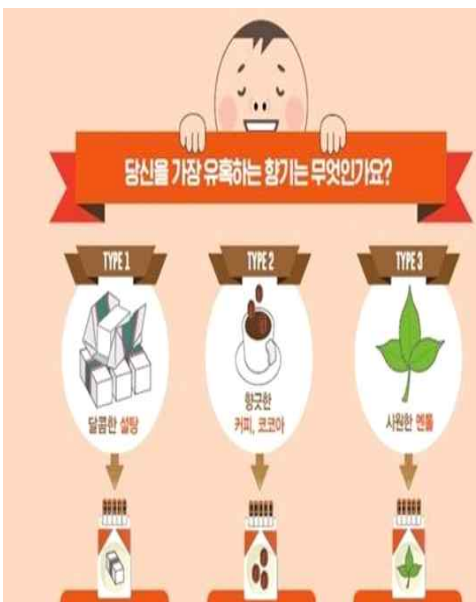 당신을 가장 유혹하는 향기는 무엇인가요?
TYPE 1
TYPE 2
TYPE 3
달콤한 설탕
향긋한
커피, 코코아
시원한 멘톨